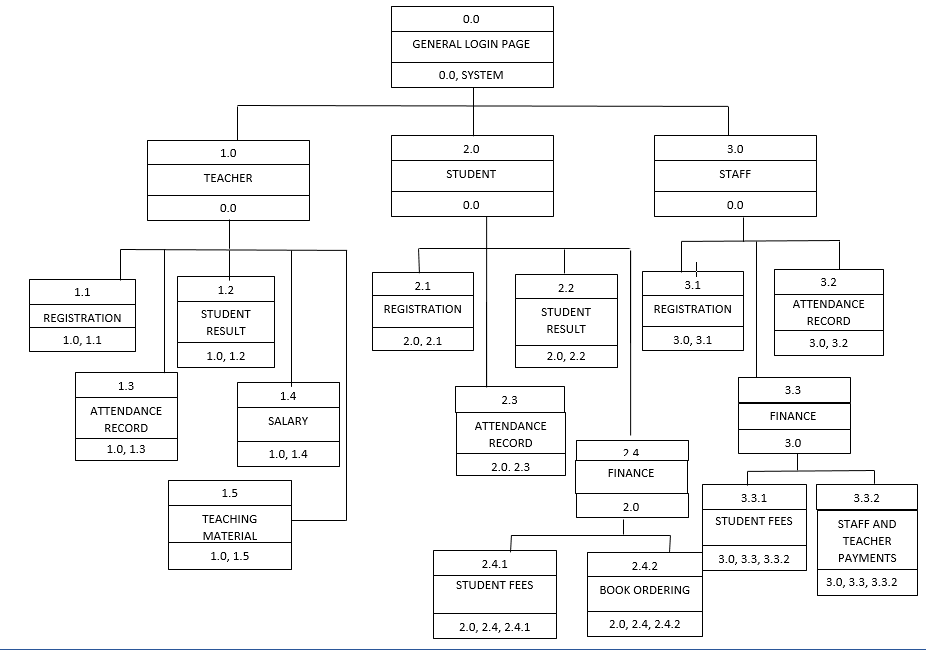 0.0
GENERAL LOGIN PAGE
0.0, SYSTEM
1.0
TEACHER
0.0
2.0
STUDENT
0.0
3.0
STAFF
0.0
1.1
REGISTRATION
1.0, 1.1
1.2
STUDENT
RESULT
1.0, 1.2
2.1
REGISTRATION
2.0, 2.1
2.2
STUDENT
RESULT
2.0, 2.2
3.1
REGISTRATION
3.0, 3.1
3.2
ATTENDANCE
RECORD
3.0, 3.2
1.3
ATTENDANCE
RECORD
1.0, 1.3
1.4
SALARY
1.0, 1.4
2.3
ATTENDANCE
RECORD
2.0. 2.3
3.3
FINANCE
3.0
2.4
FINANCE
2.0
1.5
TEACHING
MATERIAL
1.0, 1.5
3.3.1
STUDENT FEES
3.0, 3.3, 3.3.2
3.3.2
STAFF AND
TEACHER
PAYMENTS
3.0, 3.3, 3.3.2
2.4.1
STUDENT FEES
2.0, 2.4, 2.4.1
2.4.2
BOOK ORDERING
2.0, 2.4, 2.4.2